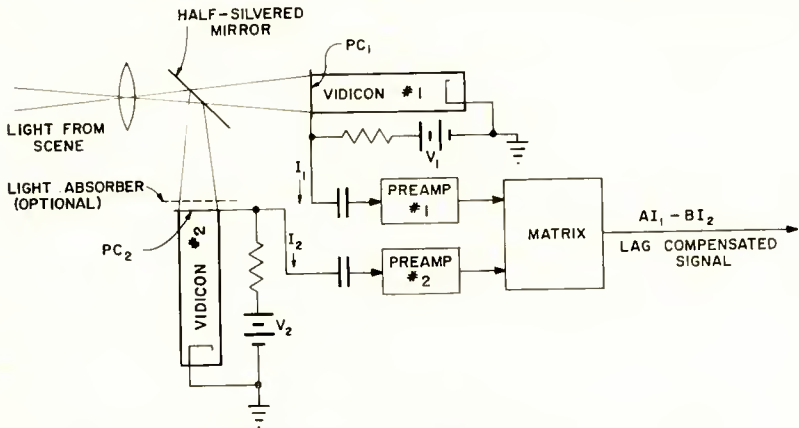 HALF-SILVERED
MIRROR
PC1
VIDICON #1
LIGHT FROM
SCENE
V1
LIGHT ABSORBER
(OPTIONAL)
I1
PREAMP
#1
MATRIX
AI1 - BI2
LAG COMPENSATED
SIGNAL
PC2
VIDICON #2
I2
PREAMP
#2
V2